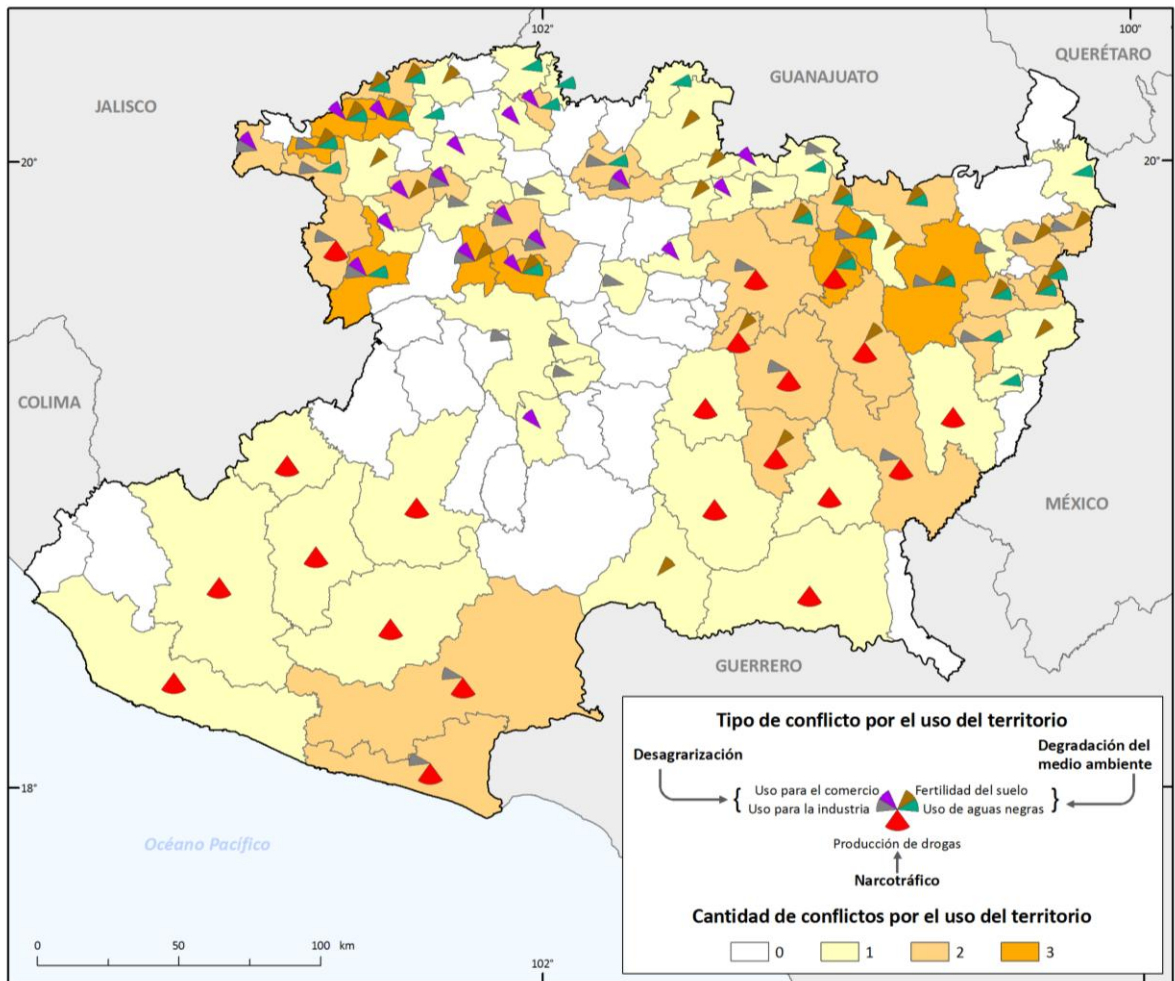 102°
100°
QUERÉTARO
GUANAJUATO
JALISCO
20°
20°
COLIMA
MÉXICO
GUERRERO
18°
Océano Pacífico
0 50 100 km
102°
Tipo de conflicto por el uso del territorio
Desagrarización
Degradación del
medio ambiente
Uso para el comercio
Fertilidad del suelo
Uso para la industria
Uso de aguas negras
Producción de drogas
Narcotráfico
Cantidad de conflictos por el uso del territorio
0 1 2 3